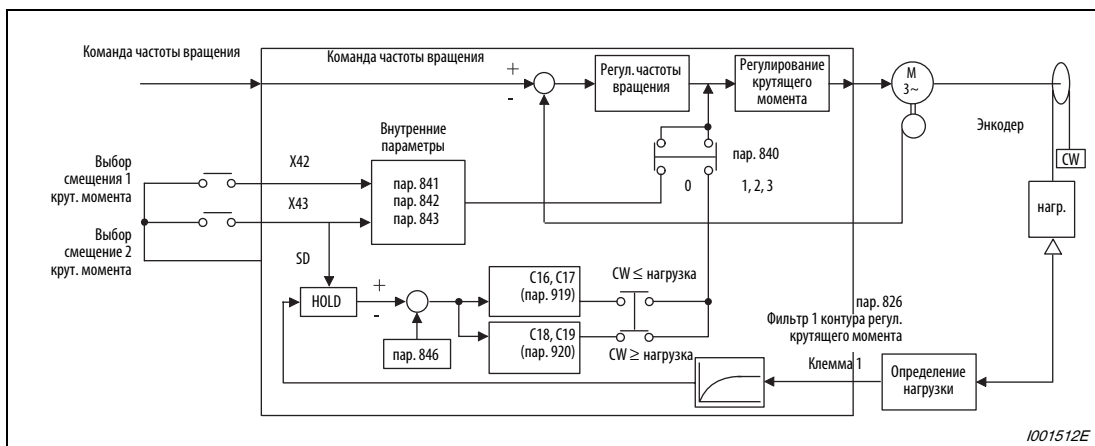 Команда частоты вращения
Команда частоты вращения
+
-
Регул. частоты
вращения
Регулирование
крутящего
момента
M
3~
Энкодер
CW
нагр.
Внутренние
параметры
Выбор
смещения 1
крут. момента
X42
пар. 841
пар. 842
пар. 843
пар. 840
0
1, 2, 3
X43
Выбор
смещение 2
крут. момента
SD
HOLD
+
-
C16, C17
(пар. 919)
CW ≤ нагрузка
C18, C19
(пар. 920)
CW ≥ нагрузка
пар. 846
пар. 826
Фильтр 1 контура регул.
крутящего момента
Клемма 1
Определение
нагрузки
I001512E